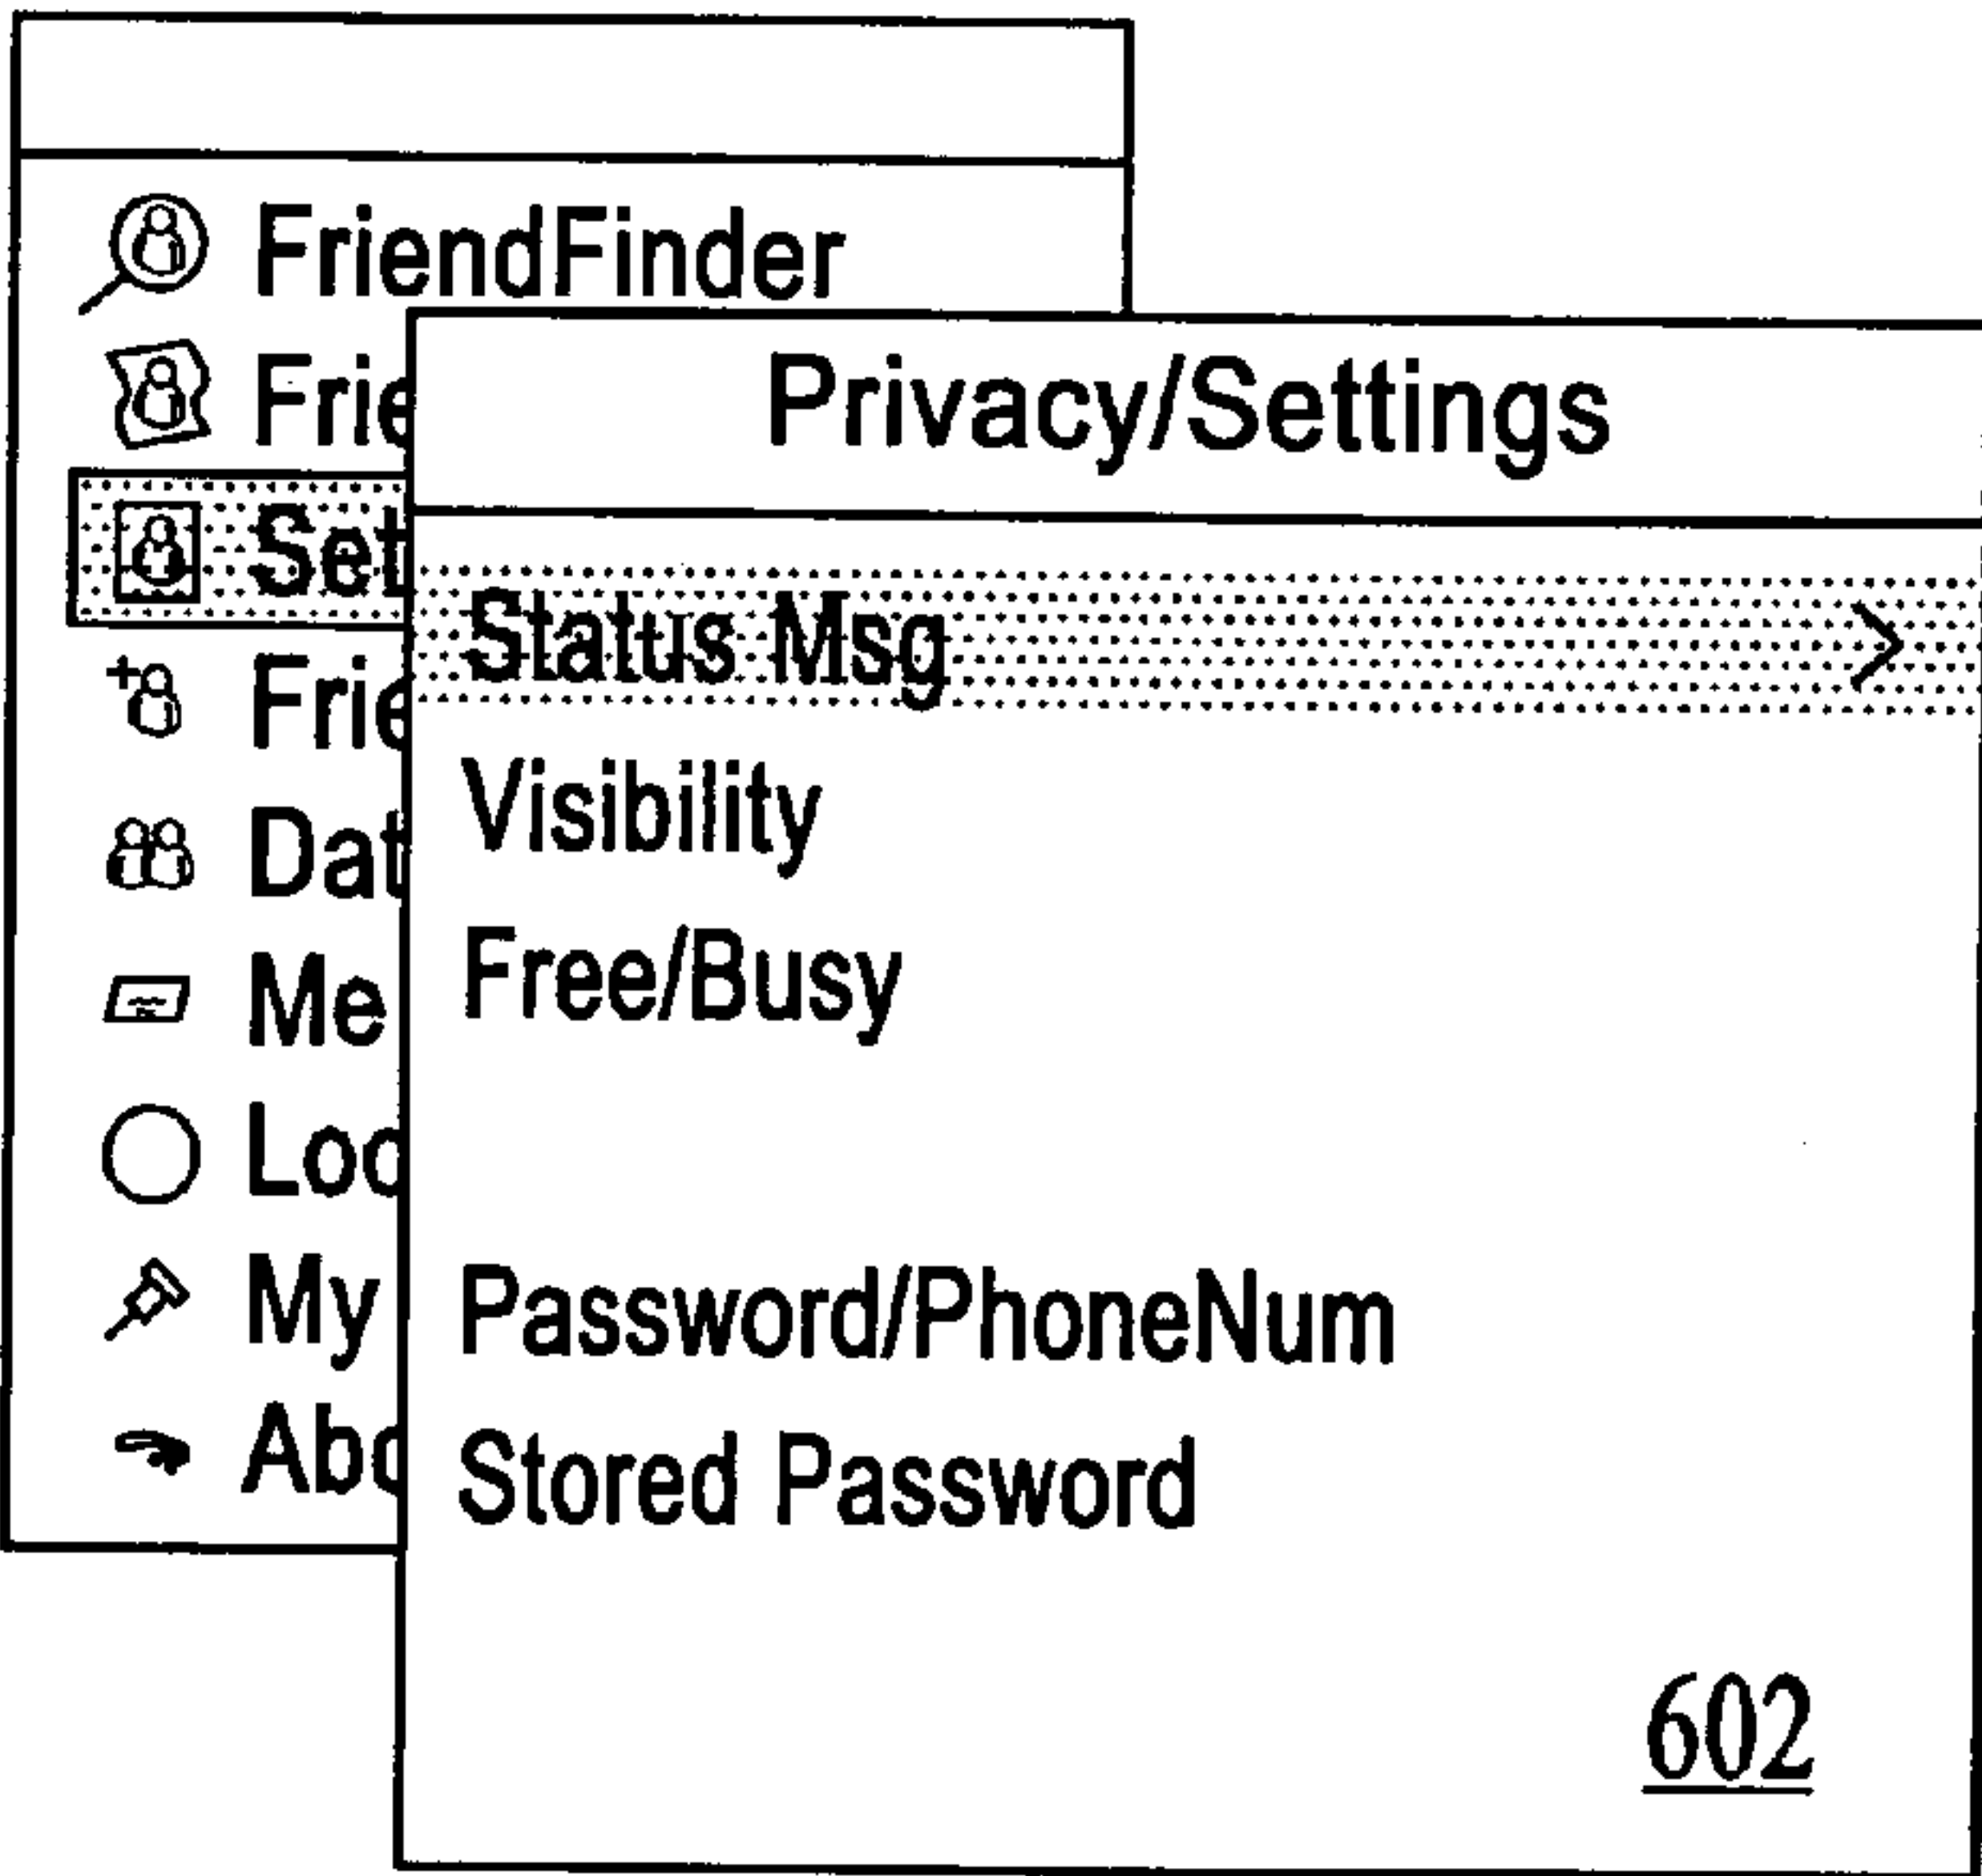 FriendFinder
Frie
Privacy/Settings
Set
Status Msg
Frie
Visibility
Dat
Free/Busy
Me
Loc
My
Password/PhoneNum
Abo
Stored Password
602